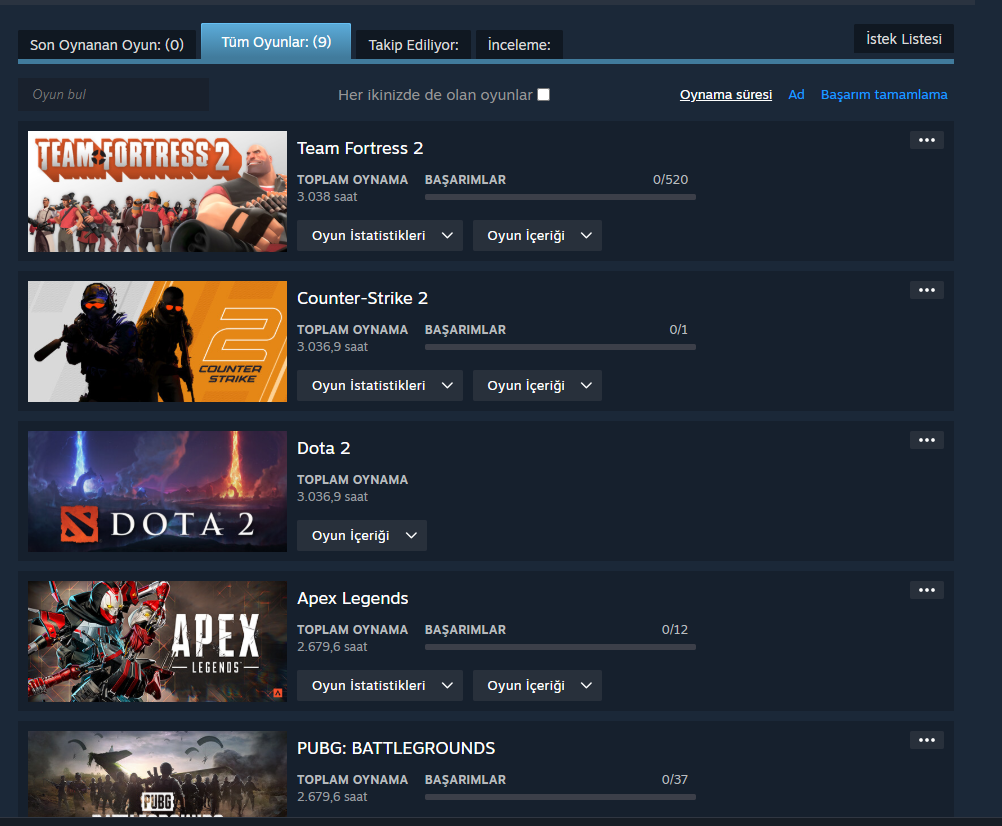 Son Oynanan Oyun: (0)
Tüm Oyunlar: (9)
Takip Ediliyor:
İnceleme:
İstek Listesi
Oyun bul
Her ikinizde de olan oyunlar
Oynama süresi
Ad
Başarım tamamlama
TEAM FORTRESS 2
Team Fortress 2
TOPLAM OYNAMA
BAŞARIMLAR
0/520
3.038 saat
Oyun İstatistikleri
Oyun İçeriği
2
COUNTER
STRIKE
Counter-Strike 2
TOPLAM OYNAMA
BAŞARIMLAR
0/1
3.036,9 saat
Oyun İstatistikleri
Oyun İçeriği
DOTA 2
Dota 2
TOPLAM OYNAMA
3.036,9 saat
Oyun İçeriği
APEX
LEGENDS
Apex Legends
TOPLAM OYNAMA
BAŞARIMLAR
0/12
2.679,6 saat
Oyun İstatistikleri
Oyun İçeriği
PUBG
BATTLEGROUNDS
PUBG: BATTLEGROUNDS
TOPLAM OYNAMA
BAŞARIMLAR
0/37
2.679,6 saat